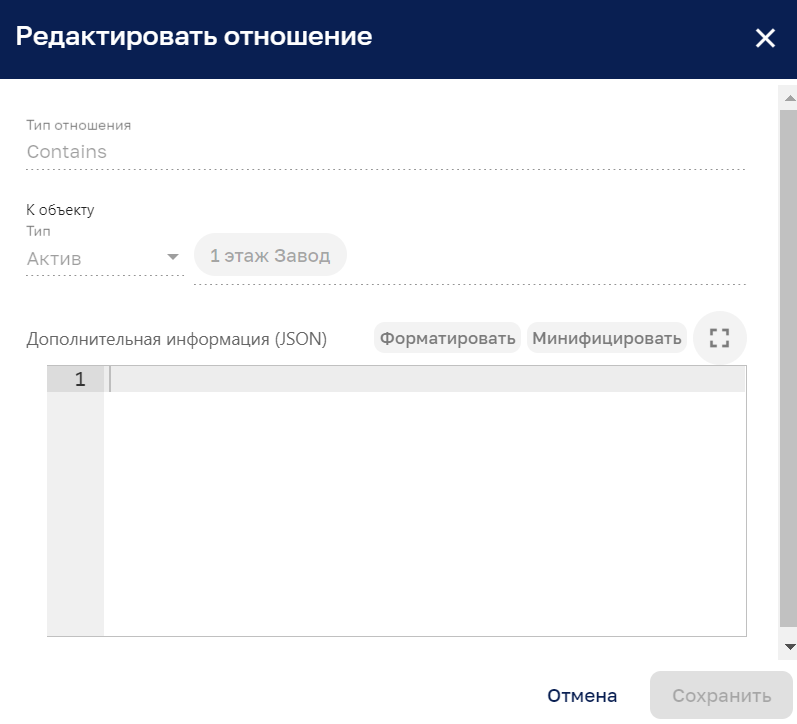 Редактировать отношение
Тип отношения
Contains
К объекту
Тип
Актив
1 этаж Завод
Дополнительная информация (JSON)
Форматировать
Минифицировать
1
Отмена
Сохранить